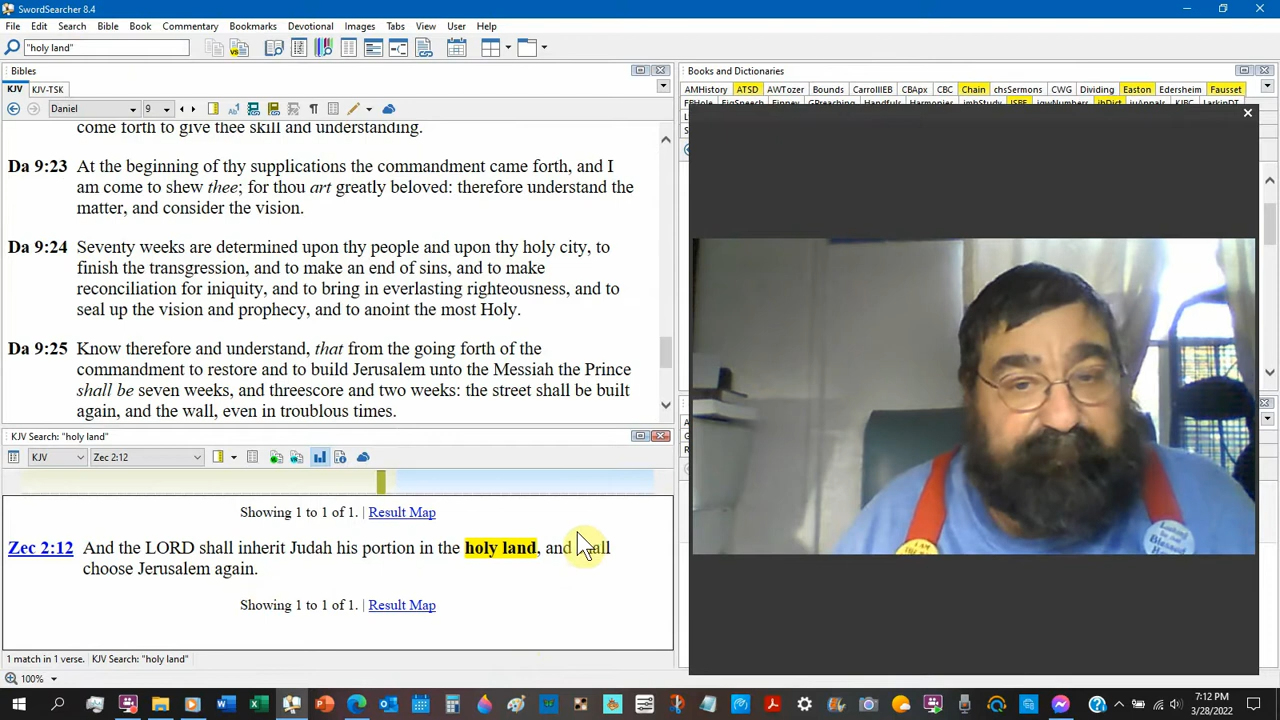 SwordSearcher 8.4
File Edit Search Bible Book Commentary Bookmarks Devotional Images Tabs View User Help
"holy land"
Bibles
KJV KJV-TSK
Daniel 9
come forth to give thee skill and understanding.
Da 9:23 At the beginning of thy supplications the commandment came forth, and I
am come to shew thee; for thou art greatly beloved: therefore understand the
matter, and consider the vision.
Da 9:24 Seventy weeks are determined upon thy people and upon thy holy city, to
finish the transgression, and to make an end of sins, and to make
reconciliation for iniquity, and to bring in everlasting righteousness, and to
seal up the vision and prophecy, and to anoint the most Holy.
Da 9:25 Know therefore and understand, that from the going forth of the
commandment to restore and to build Jerusalem unto the Messiah the Prince
shall be seven weeks, and threescore and two weeks: the street shall be built
again, and the wall, even in troublous times.
KJV Search: "holy land"
KJV Zec 2:12
Showing 1 to 1 of 1. | Result Map
Zec 2:12 And the LORD shall inherit Judah his portion in the holy land, and
choose Jerusalem again.
Showing 1 to 1 of 1. | Result Map
1 match in 1 verse. KJV Search: "holy land"
100%
Books and Dictionaries
AMHistory ATSD AWTozer Bounds CarrollIEB CBApx CBC Chain chsSermons CWG Dividing Easton Edersheim Fausset
7:12 PM
3/28/2022